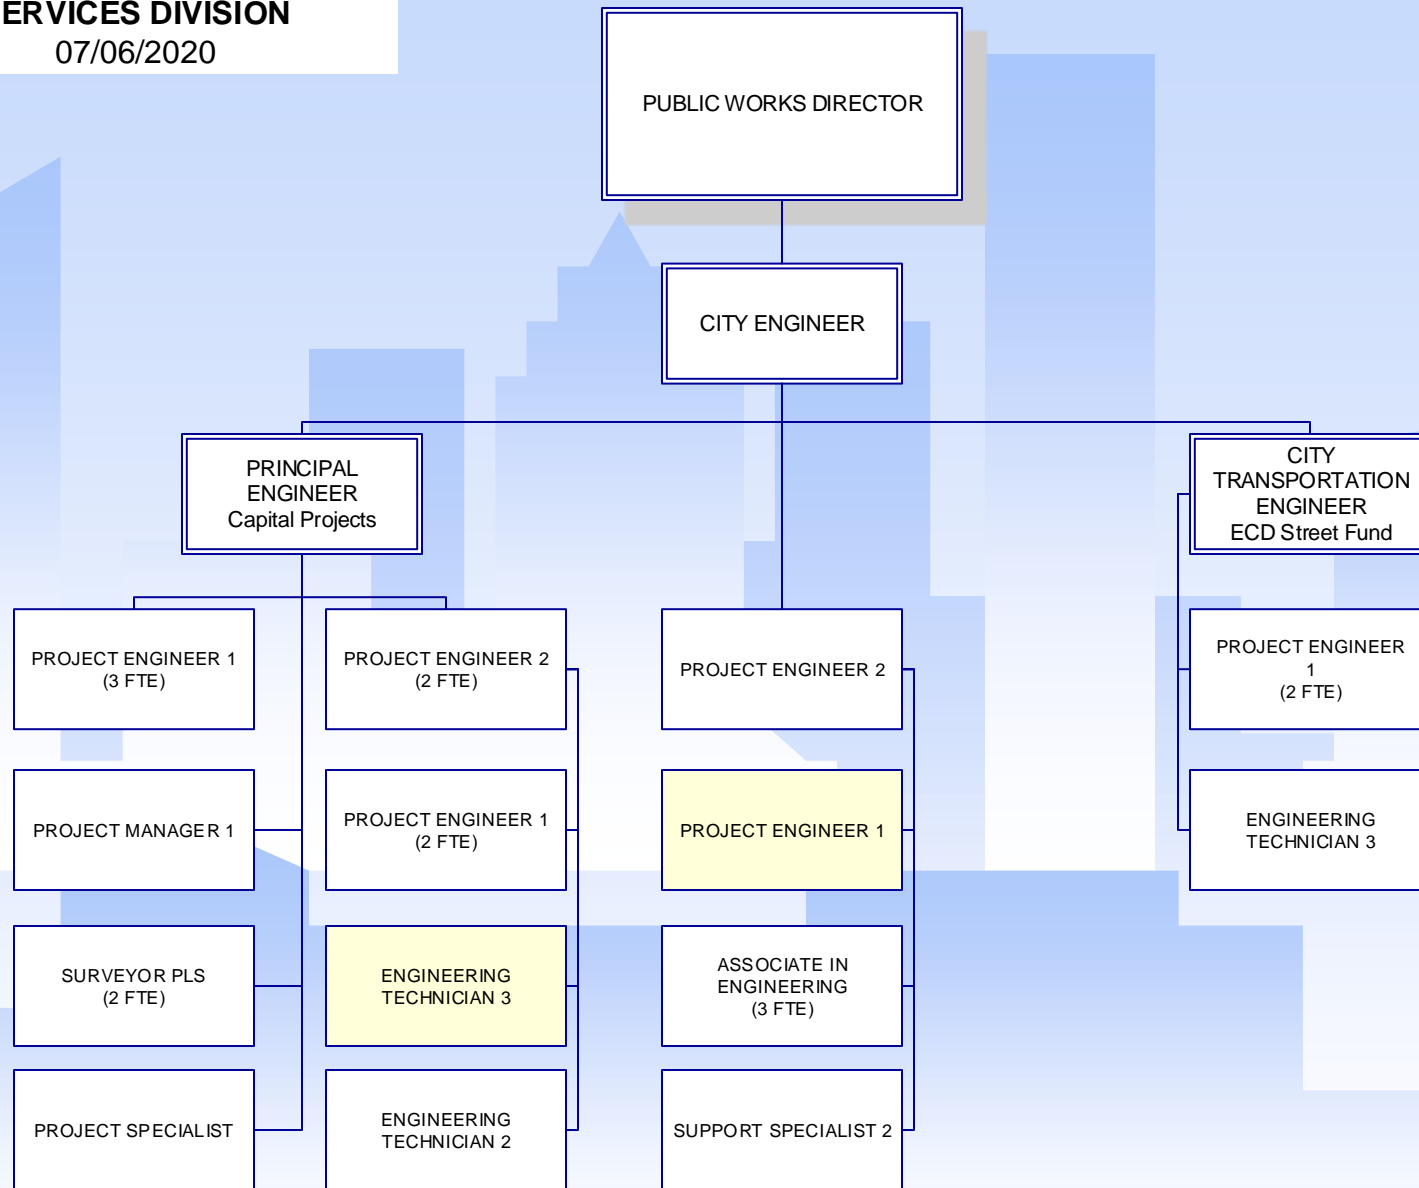 ERVICES DIVISION
07/06/2020
PUBLIC WORKS DIRECTOR
CITY ENGINEER
PRINCIPAL
ENGINEER
Capital Projects
CITY
TRANSPORTATION
ENGINEER
ECD Street Fund
PROJECT ENGINEER 1
(3 FTE)
PROJECT ENGINEER 2
(2 FTE)
PROJECT ENGINEER 2
PROJECT ENGINEER
1
(2 FTE)
PROJECT MANAGER 1
PROJECT ENGINEER 1
(2 FTE)
PROJECT ENGINEER 1
ENGINEERING
TECHNICIAN 3
SURVEYOR PLS
(2 FTE)
ENGINEERING
TECHNICIAN 3
ASSOCIATE IN
ENGINEERING
(3 FTE)
PROJECT SPECIALIST
ENGINEERING
TECHNICIAN 2
SUPPORT SPECIALIST 2